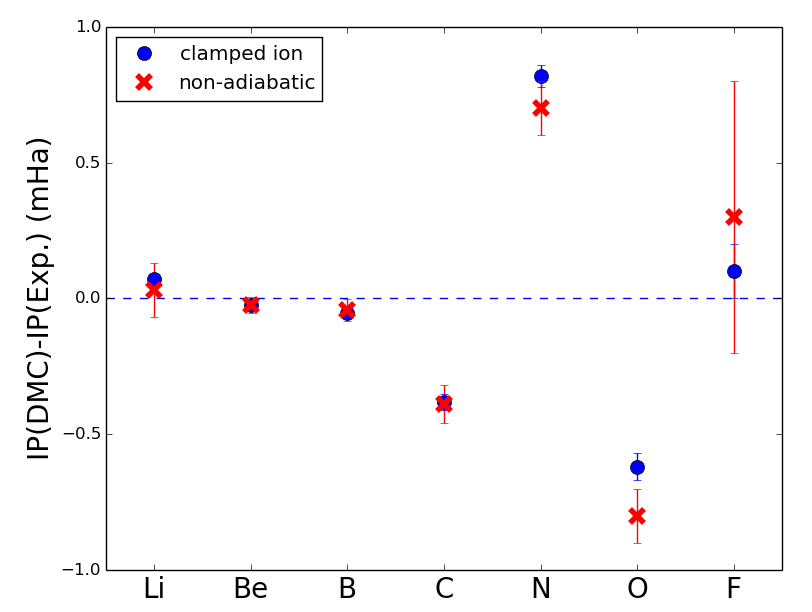 clamped ion
non-adiabatic
IP(DMC)-IP(Exp.) (mHa)
1.0
0.5
0.0
−0.5
−1.0
Li Be B C N O F